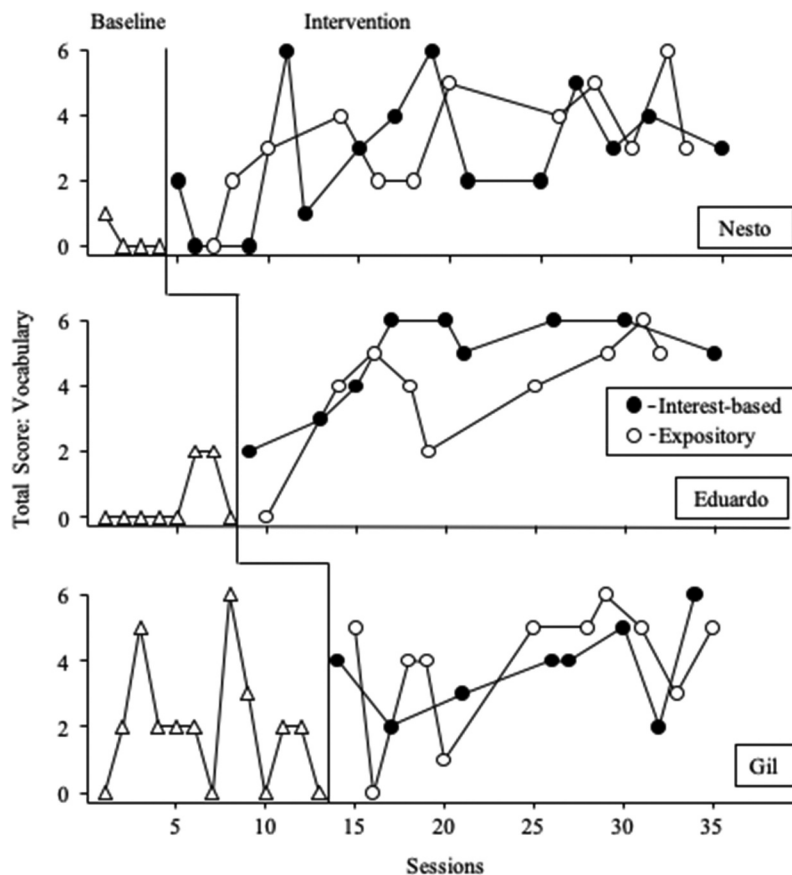 Baseline Intervention
6
4
2
0
Nesto
Total Score: Vocabulary
6
4
2
0
-Interest-based
-Expository
Eduardo
6
4
2
0
Gil
5 10 15 20 25 30 35
Sessions